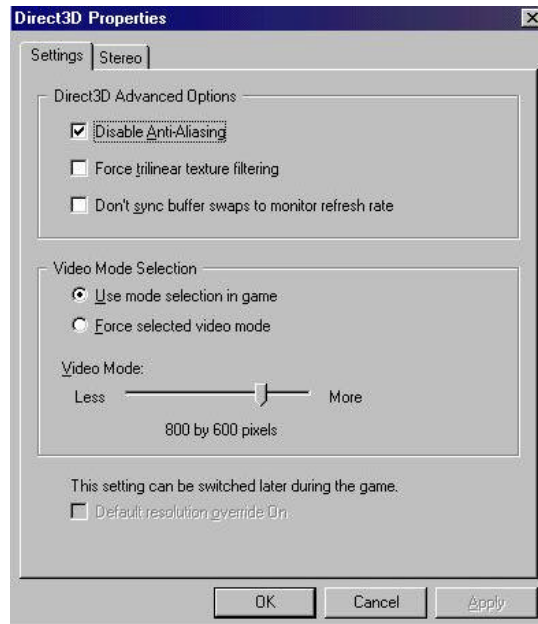 Direct3D Properties
Settings
Stereo
Direct3D Advanced Options
Disable Anti-Aliasing
Force trilinear texture filtering
Don't sync buffer swaps to monitor refresh rate
Video Mode Selection
Use mode selection in game
Force selected video mode
Video Mode:
Less More
800 by 600 pixels
This setting can be switched later during the game.
Default resolution override On
OK Cancel Apply